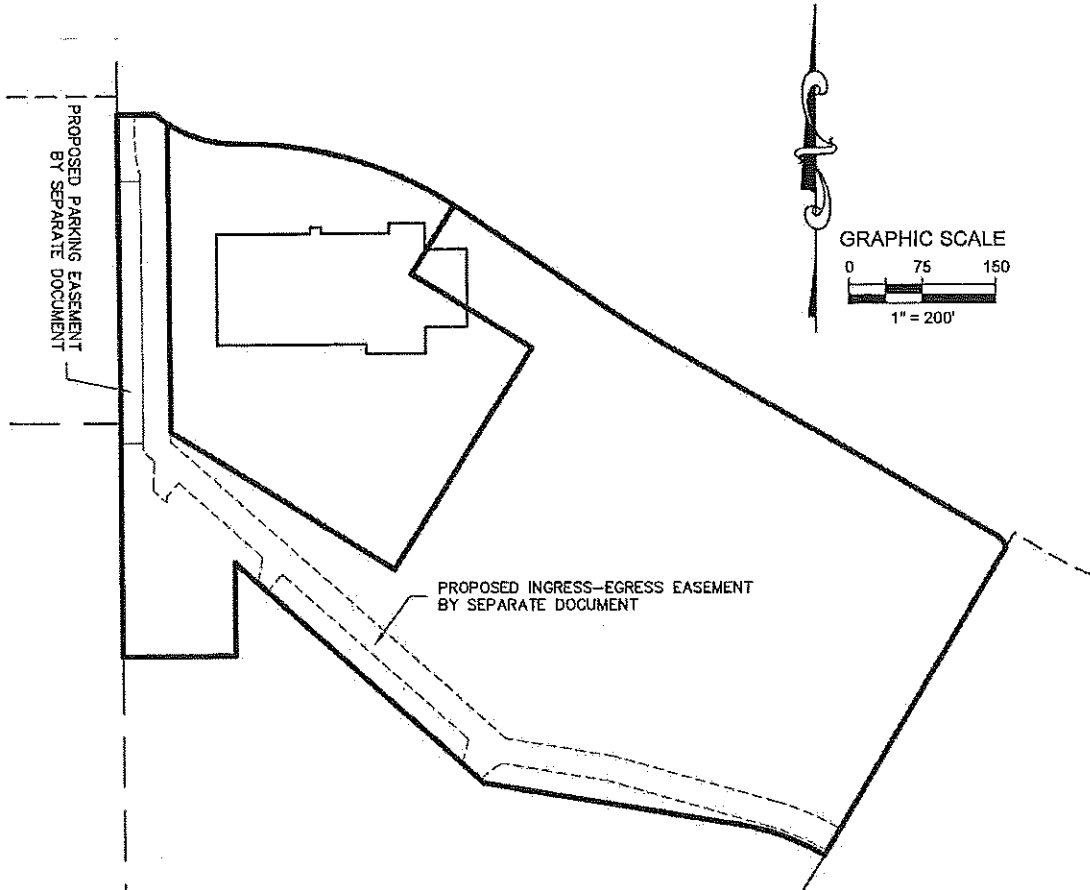 PROPOSED PARKING EASEMENT
BY SEPARATE DOCUMENT
GRAPHIC SCALE
0 75 150
1" = 200'
PROPOSED INGRESS-EGRESS EASEMENT
BY SEPARATE DOCUMENT